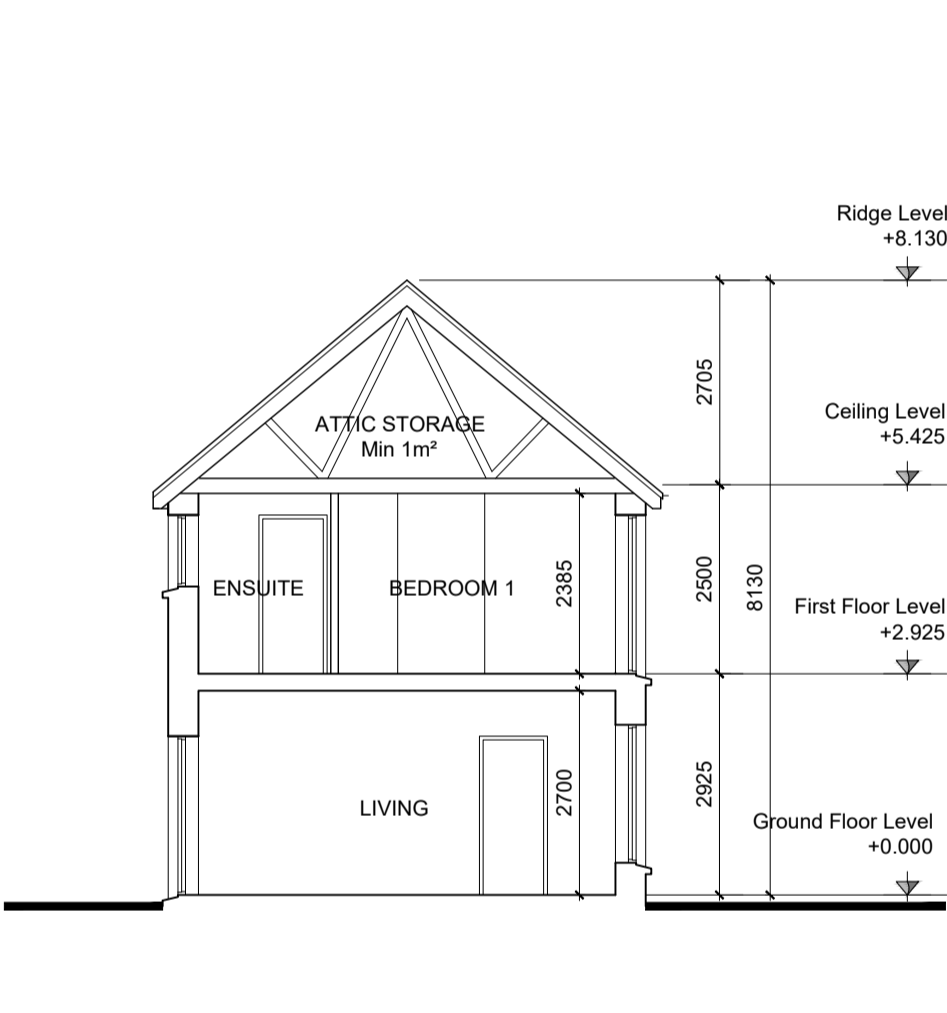 Ridge Level
+8.130
2705
Ceiling Level
+5.425
ATTIC STORAGE
Min 1m²
ENSUITE
BEDROOM 1
2385
2500
8130
First Floor Level
+2.925
LIVING
2700
2925
Ground Floor Level
+0.000